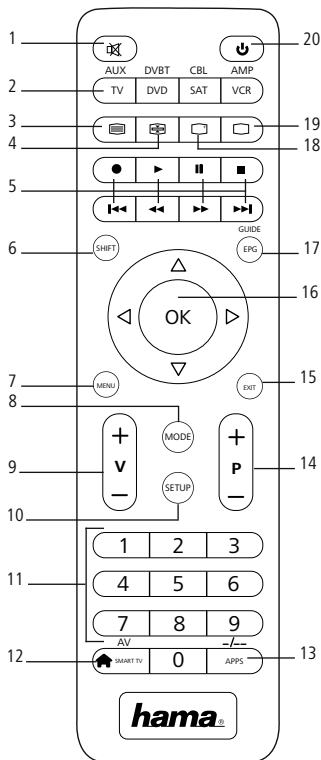 1
20
AUX DVBT CBL AMP
2 TV DVD SAT VCR
3
19
4
18
5
GUIDE
6 SHIFT EPG 17
16
OK
7 MENU EXIT 15
8
MODE
+ +
9 V P 14
– –
10 SETUP
1 2 3
11
4 5 6
7 8 9
AV -/--
12 SMART TV 0 APPS 13
hama®